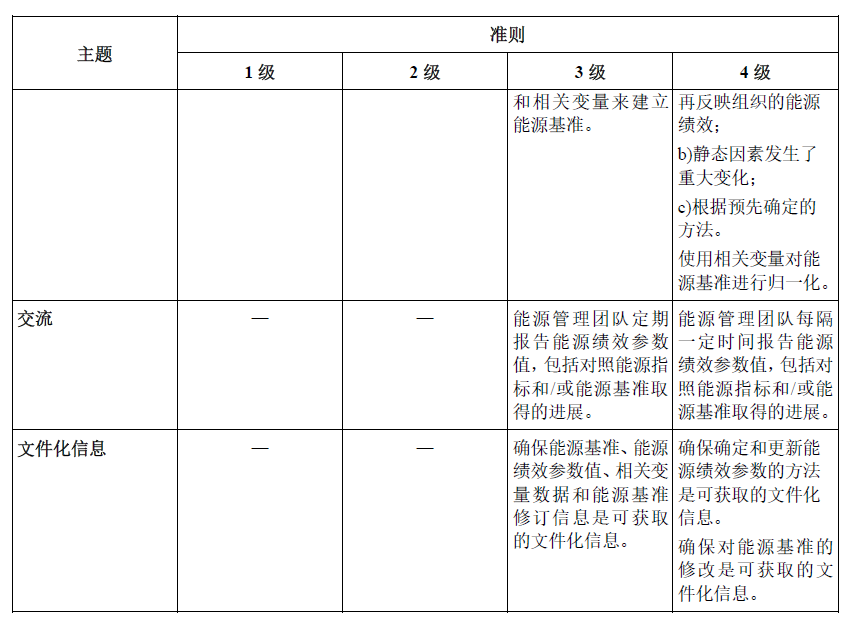 主题
准则
1 级
2 级
3 级
4 级
和相关变量来建立
能源基准。
再反映组织的能源
绩效；
b)静态因素发生了
重大变化；
c)根据预先确定的
方法。
使用相关变量对能
源基准进行归一化。
交流
—
—
能源管理团队定期
报告能源绩效参数
值，包括对照能源指
标和/或能源基准取
得的进展。
能源管理团队每隔
一定时间报告能源
绩效参数值，包括对
照能源指标和/或能
源基准取得的进展。
文件化信息
—
—
确保能源基准、能源
绩效参数值、相关变
量数据和能源基准
修订信息是可获取
的文件化信息。
确保确定和更新能
源绩效参数的方法
是可获取的文件化
信息。
确保对能源基准的
修改是可获取的文
件化信息。